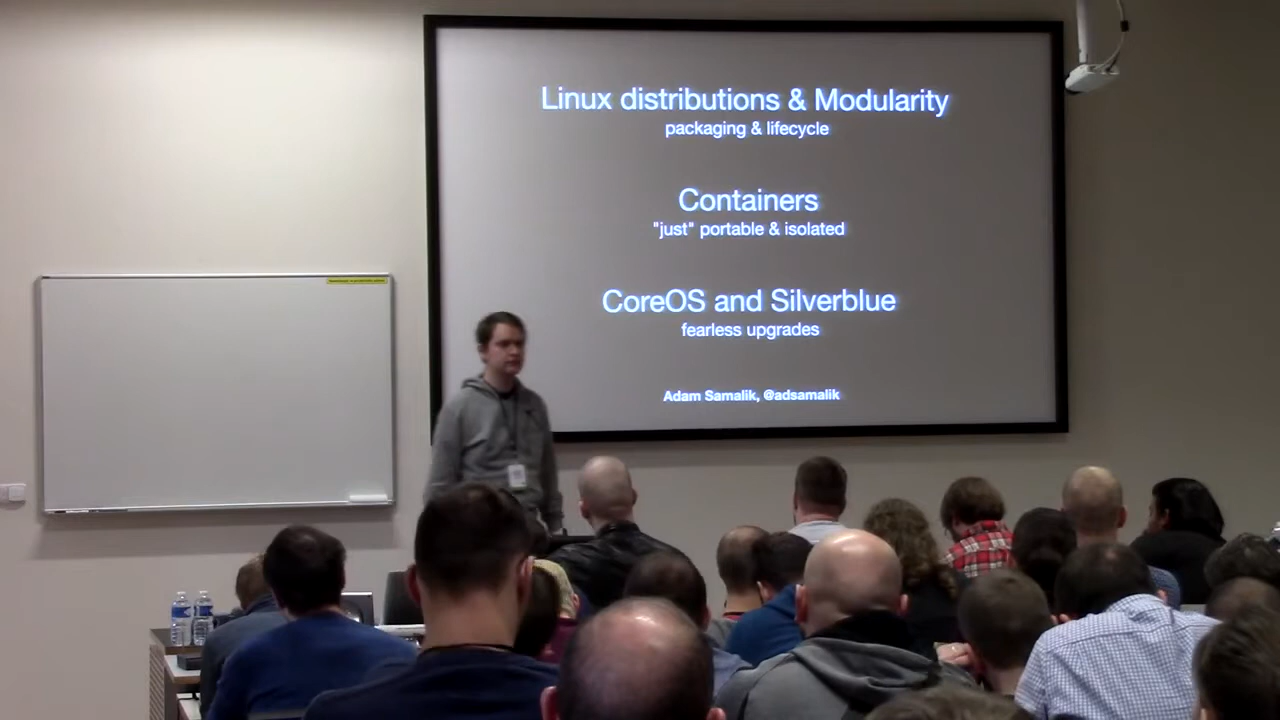 Linux distributions & Modularity
packaging & lifecycle
Containers
"just" portable & isolated
CoreOS and Silverblue
fearless upgrades
Adam Samalik, @adsamalik